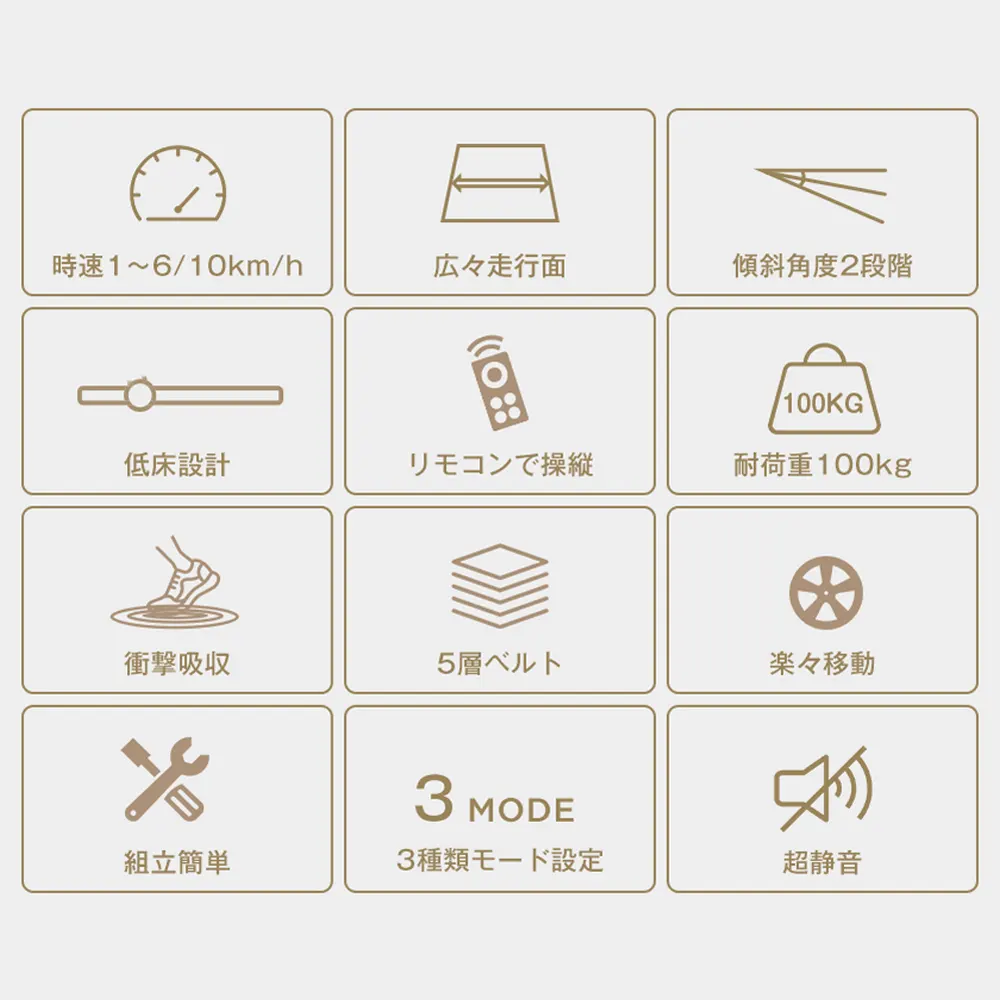 時速1～6/10km/h
広々走行面
傾斜角度2段階
低床設計
リモコンで操縦
100KG
耐荷重100kg
衝撃吸収
5層ベルト
楽々移動
組立簡単
3 MODE
3種類モード設定
超静音